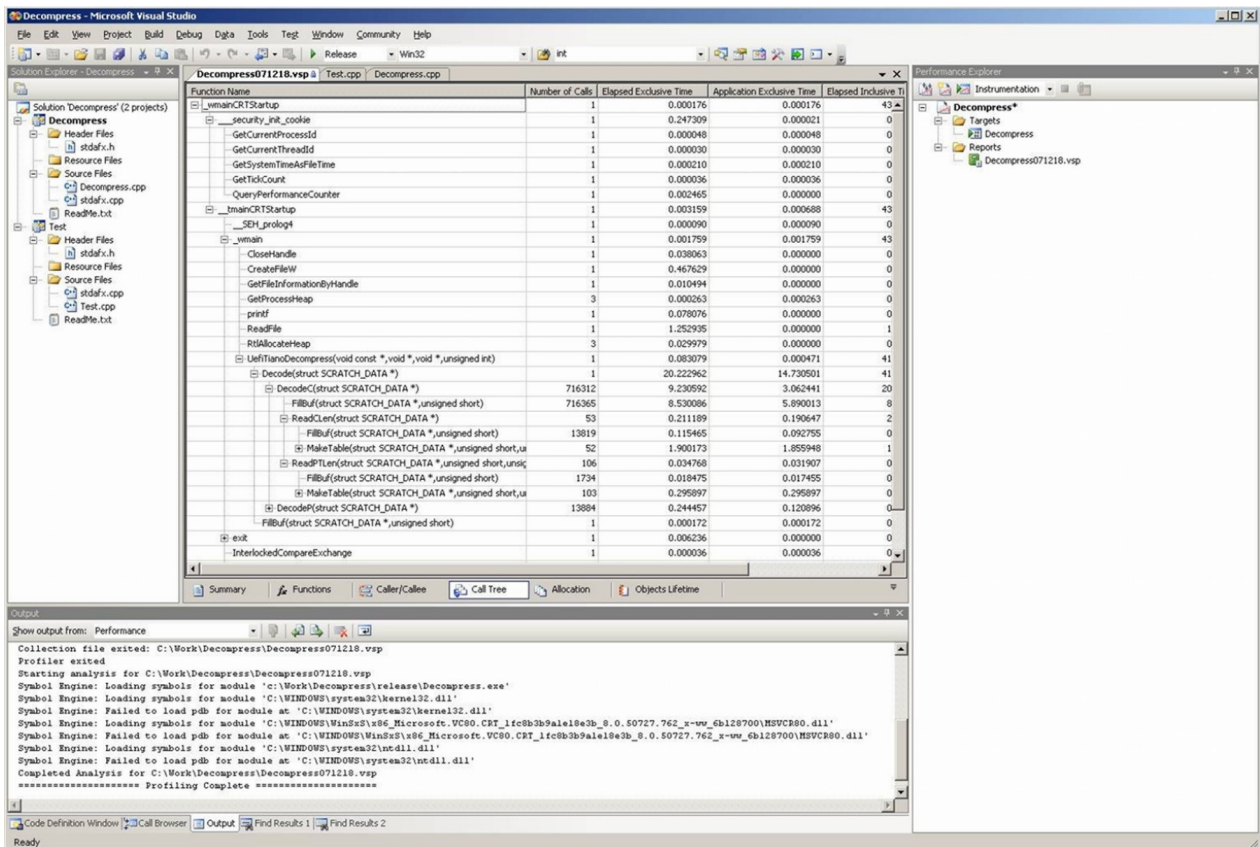 Decompress - Microsoft Visual Studio
File Edit View Project Build Debug Data Tools Test Window Community Help
Release Win32 int
Solution Explorer - Decompress
Solution 'Decompress' (2 projects)
Decompress
Header Files
stdafx.h
Resource Files
Source Files
Decompress.cpp
stdafx.cpp
ReadMe.txt
Test
Header Files
stdafx.h
Resource Files
Source Files
stdafx.cpp
Test.cpp
ReadMe.txt
Decompress071218.vsp Test.cpp Decompress.cpp
Function Name Number of Calls Elapsed Exclusive Time Application Exclusive Time Elapsed Inclusive Ti
_wmainCRTStartup 1 0.000176 0.000176 43
___security_init_cookie 1 0.247309 0.000021 0
GetCurrentProcessId 1 0.000048 0.000048 0
GetCurrentThreadId 1 0.000030 0.000030 0
GetSystemTimeAsFileTime 1 0.000210 0.000210 0
GetTickCount 1 0.000036 0.000036 0
QueryPerformanceCounter 1 0.002465 0.000000 0
__tmainCRTStartup 1 0.003159 0.000688 43
__SEH_prolog4 1 0.000090 0.000090 0
_wmain 1 0.001759 0.001759 43
CloseHandle 1 0.038063 0.000000 0
CreateFileW 1 0.467629 0.000000 0
GetFileInformationByHandle 1 0.010494 0.000000 0
GetProcessHeap 3 0.000263 0.000263 0
printf 1 0.078076 0.000000 0
ReadFile 1 1.252935 0.000000 1
RtlAllocateHeap 3 0.029979 0.000000 0
UefiTianoDecompress(void const *,void *,void *,unsigned int) 1 0.083079 0.000471 41
Decode(struct SCRATCH_DATA *) 1 20.222962 14.730501 41
DecodeC(struct SCRATCH_DATA *) 716312 9.230592 3.062441 20
FillBuf(struct SCRATCH_DATA *,unsigned short) 716365 8.530086 5.890013 8
ReadCLen(struct SCRATCH_DATA *) 53 0.211189 0.190647 2
FillBuf(struct SCRATCH_DATA *,unsigned short) 13819 0.115465 0.092755 0
MakeTable(struct SCRATCH_DATA *,unsigned short,u 52 1.900173 1.855948 1
ReadPTLen(struct SCRATCH_DATA *,unsigned short,unsig 106 0.034768 0.031907 0
FillBuf(struct SCRATCH_DATA *,unsigned short) 1734 0.018475 0.017455 0
MakeTable(struct SCRATCH_DATA *,unsigned short,u 103 0.295897 0.295897 0
DecodeP(struct SCRATCH_DATA *) 13884 0.244457 0.120896 0
FillBuf(struct SCRATCH_DATA *,unsigned short) 1 0.000172 0.000172 0
exit 1 0.006236 0.000000 0
InterlockedCompareExchange 1 0.000036 0.000036 0
Summary Functions Caller/Callee Call Tree Allocation Objects Lifetime
Performance Explorer
Instrumentation
Decompress*
Targets
Decompress
Reports
Decompress071218.vsp
Output
Show output from: Performance
Collection file exited: C:\Work\Decompress\Decompress071218.vsp
Profiler exited
Starting analysis for C:\Work\Decompress\Decompress071218.vsp
Symbol Engine: Loading symbols for module 'c:\Work\Decompress\release\Decompress.exe'
Symbol Engine: Loading symbols for module 'C:\WINDOWS\system32\kernel32.dll'
Symbol Engine: Failed to load pdb for module at 'C:\WINDOWS\system32\kernel32.dll'
Symbol Engine: Loading symbols for module 'C:\WINDOWS\WinSxS\x86_Microsoft.VC80.CRT_1fc8b3b9a1e18e3b_8.0.50727.762_x-ww_6b128700\MSVCR80.dll'
Symbol Engine: Failed to load pdb for module at 'C:\WINDOWS\WinSxS\x86_Microsoft.VC80.CRT_1fc8b3b9a1e18e3b_8.0.50727.762_x-ww_6b128700\MSVCR80.dll'
Symbol Engine: Loading symbols for module 'C:\WINDOWS\system32\ntdll.dll'
Symbol Engine: Failed to load pdb for module at 'C:\WINDOWS\system32\ntdll.dll'
Completed Analysis for C:\Work\Decompress\Decompress071218.vsp
===================== Profiling Complete =====================
Code Definition Window Call Browser Output Find Results 1 Find Results 2
Ready